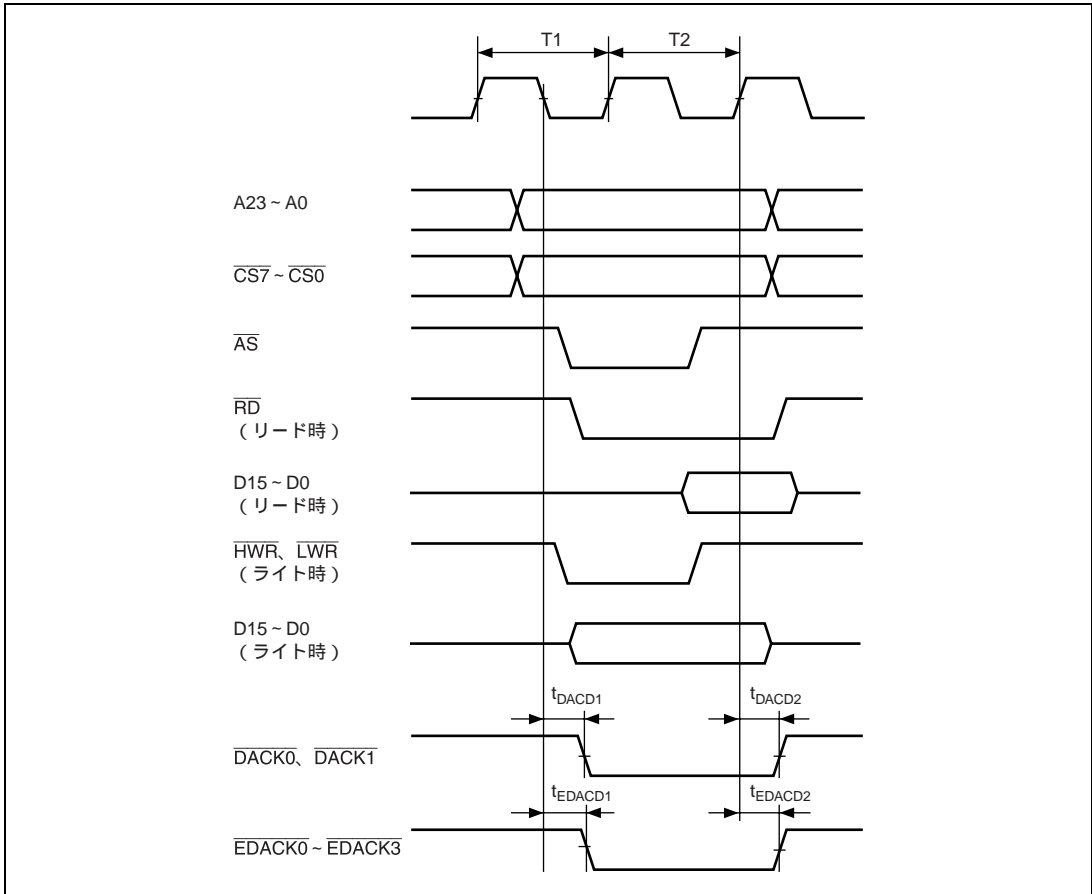 T1 T2
A23 ~ A0
CS7 ~ CS0
AS
RD
(リード時)
D15 ~ D0
(リード時)
HWR、LWR
(ライト時)
D15 ~ D0
(ライト時)
tDACD1 tDACD2
DACK0、DACK1
tEDACD1 tEDACD2
EDACK0 ~ EDACK3